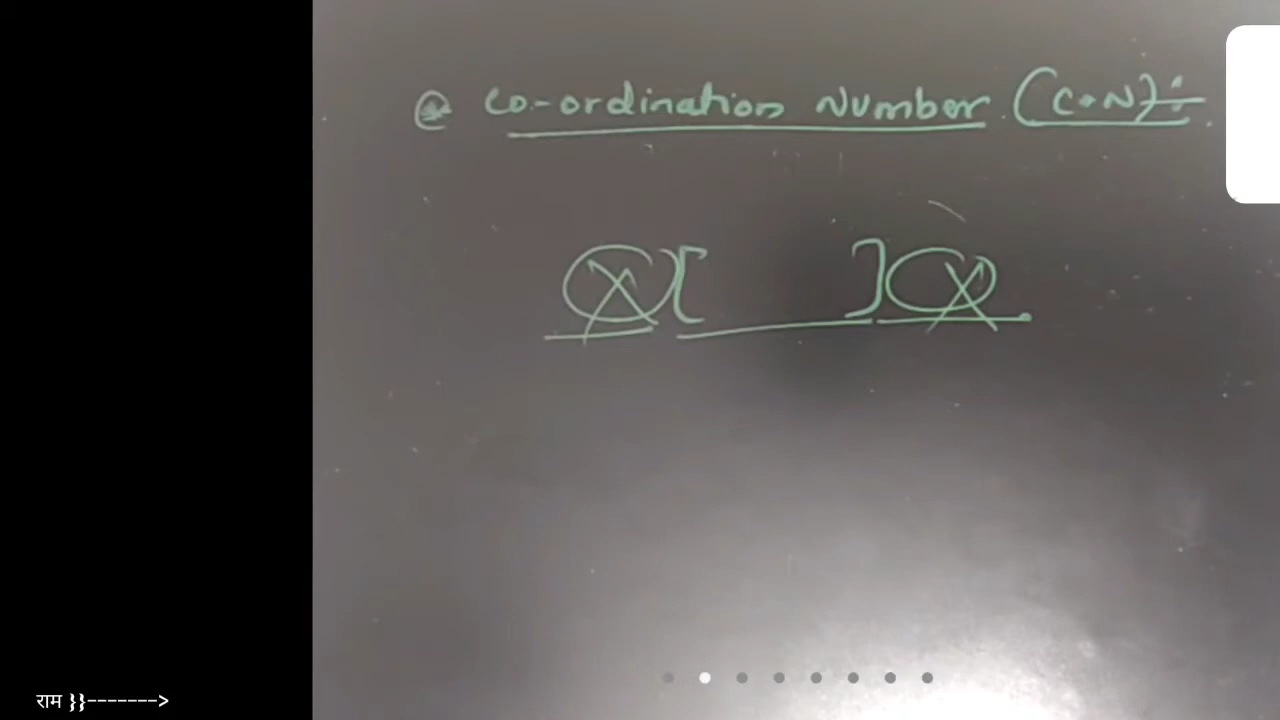 @ Co-ordination Number (C.N):-
[ ]
राम }}------->